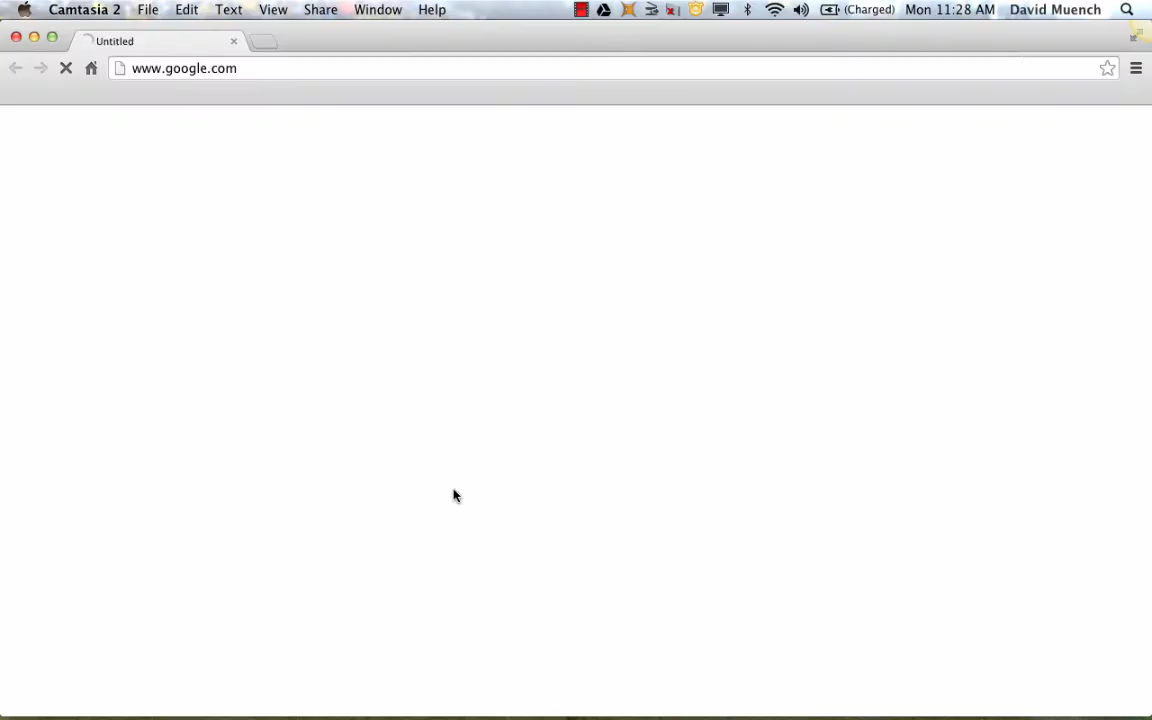 Camtasia 2 File Edit Text View Share Window Help (Charged) Mon 11:28 AM David Muench
Untitled
www.google.com